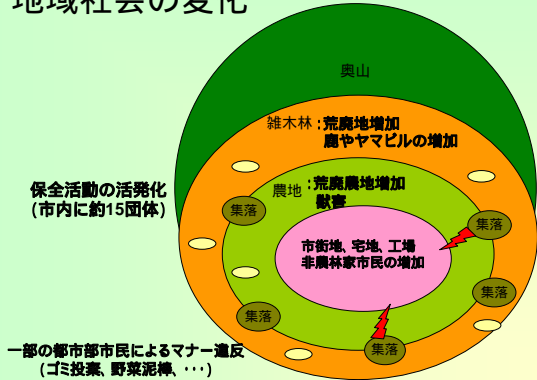 地域社会の変化
奥山
雑木林：荒廃地増加
鹿やヤマビルの増加
保全活動の活発化
(市内に約15団体)
農地：荒廃農地増加
獣害
集落
集落
市街地、宅地、工場
非農林家市民の増加
集落
集落
集落
一部の都市部市民によるマナー違反
(ゴミ投棄、野菜泥棒、・・・)